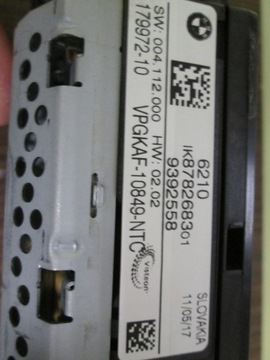 6210
IK878268301
9392558
SLOVAKIA
11/05/17
SW: 004.112.000 HW: 02.02
179972-10 VPGKAF-10849-NTC
Visteon